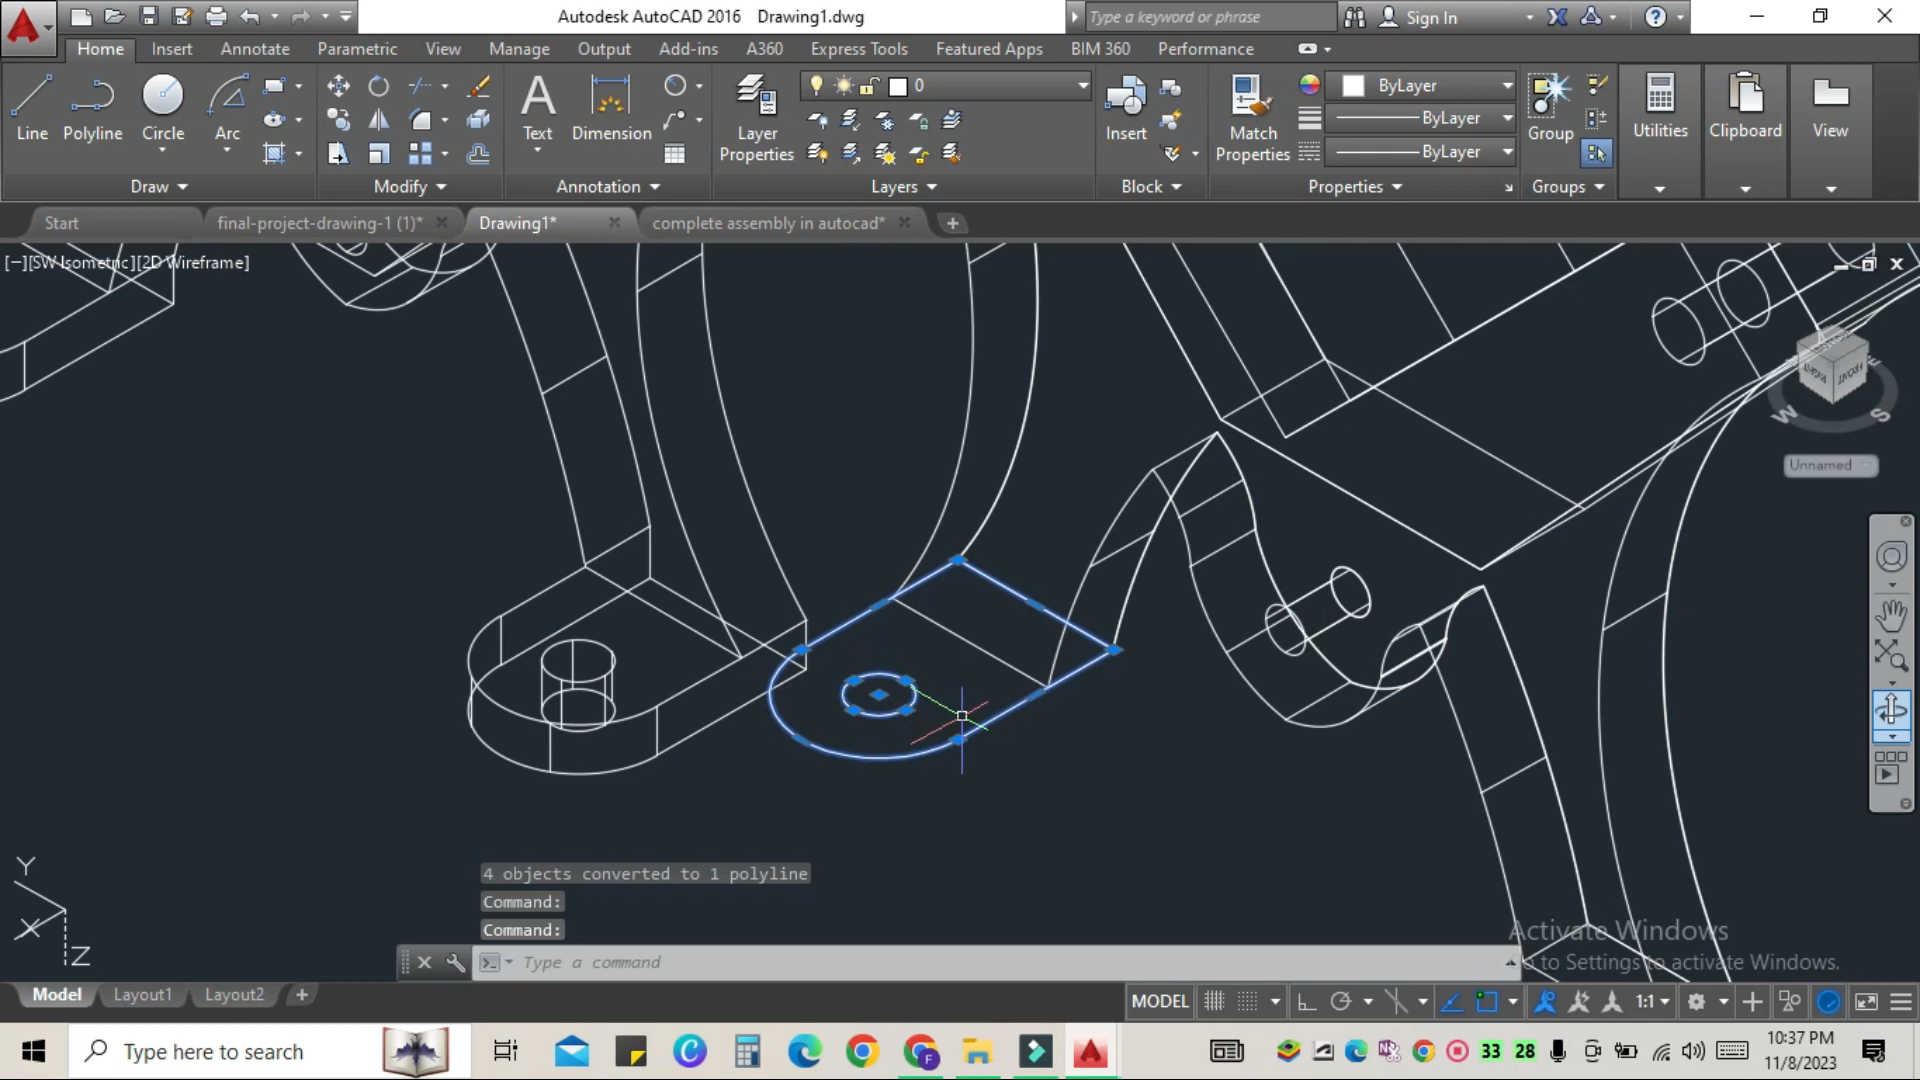 Autodesk AutoCAD 2016 Drawing1.dwg
Type a keyword or phrase
Sign In
Home Insert Annotate Parametric View Manage Output Add-ins A360 Express Tools Featured Apps BIM 360 Performance
Line Polyline Circle Arc
Text Dimension
Layer Properties
0
Insert
Match Properties
ByLayer
ByLayer
ByLayer
Group
Utilities Clipboard View
Draw Modify Annotation Layers Block Properties Groups
Start final-project-drawing-1 (1)* Drawing1* complete assembly in autocad*
[−][SW Isometric][2D Wireframe]
RIGHT FRONT
W S
Unnamed
Y
X
Z
4 objects converted to 1 polyline
Command:
Command:
Type a command
Activate Windows
Go to Settings to activate Windows.
Model Layout1 Layout2
MODEL 1:1
Type here to search
33 28
10:37 PM
11/8/2023